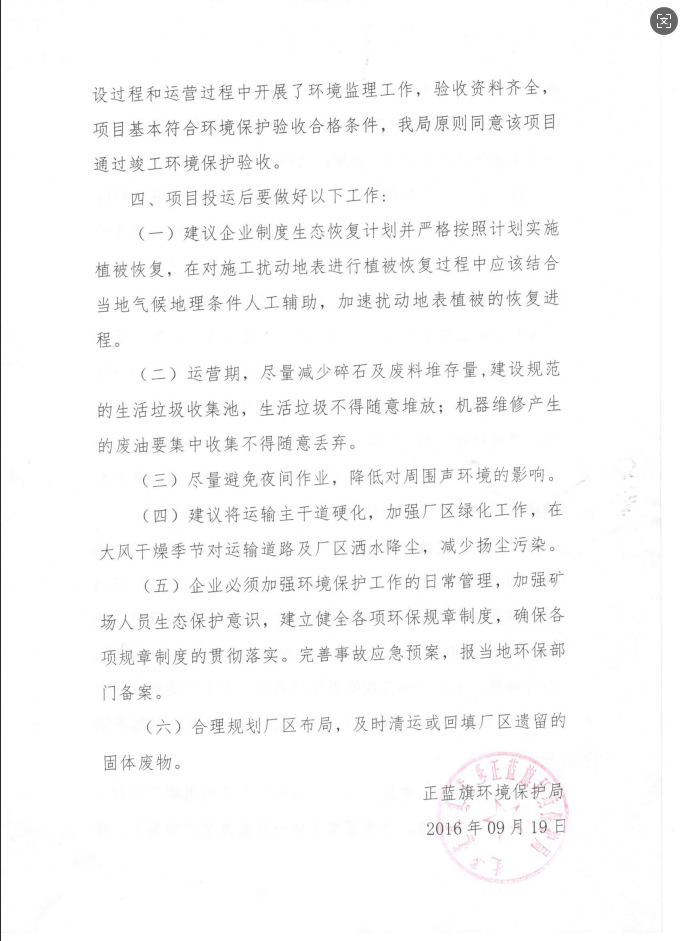 设过程和运营过程中开展了环境监理工作，验收资料齐全，
项目基本符合环境保护验收合格条件，我局原则同意该项目
通过竣工环境保护验收。
四、项目投运后要做好以下工作:
（一）建议企业制度生态恢复计划并严格按照计划实施
植被恢复，在对施工扰动地表进行植被恢复过程中应该结合
当地气候地理条件人工辅助，加速扰动地表植被的恢复进
程。
（二）运营期，尽量减少碎石及废料堆存量,建设规范
的生活垃圾收集池，生活垃圾不得随意堆放；机器维修产生
的废油要集中收集不得随意丢弃。
（三）尽量避免夜间作业，降低对周围声环境的影响。
（四）建议将运输主干道硬化，加强厂区绿化工作，在
大风干燥季节对运输道路及厂区洒水降尘，减少扬尘污染。
（五）企业必须加强环境保护工作的日常管理，加强矿
场人员生态保护意识，建立健全各项环保规章制度，确保各
项规章制度的贯彻落实。完善事故应急预案，报当地环保部
门备案。
（六）合理规划厂区布局，及时清运或回填厂区遗留的
固体废物。
正蓝旗环境保护局
2016年09月19日